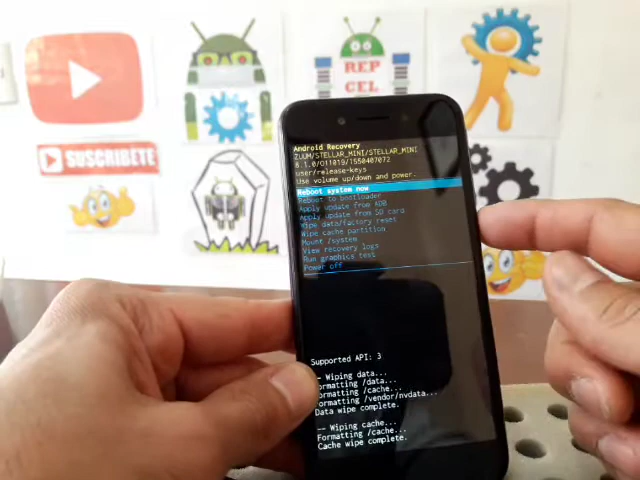 SUSCRIBETE
REP
CEL
Android Recovery
ZUUM/STELLAR_MINI/STELLAR_MINI
8.1.0/O11019/1550407072
user/release-keys
Use volume up/down and power.
Reboot system now
Reboot to bootloader
Apply update from ADB
Apply update from SD card
Wipe data/factory reset
Wipe cache partition
Mount /system
View recovery logs
Run graphics test
Power off
Supported API: 3
- Wiping data...
ormatting /data...
ormatting /cache...
ormatting /vendor/nvdata...
Data wipe complete.
-- Wiping cache...
Formatting /cache...
Cache wipe complete.